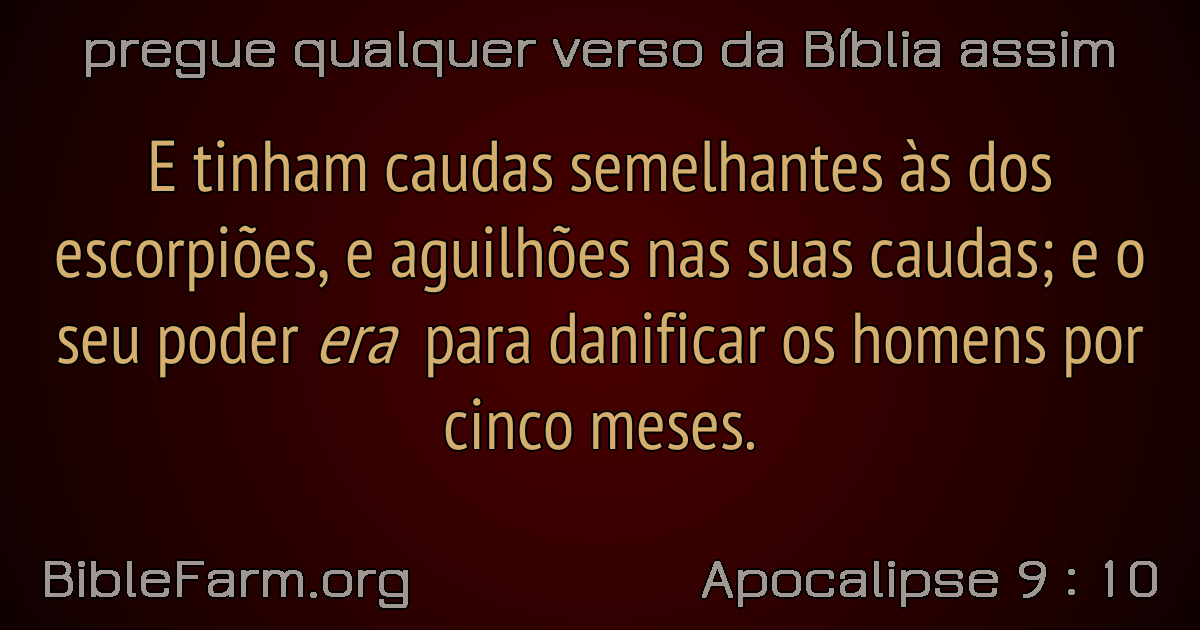 pregue qualquer verso da Bíblia assim
E tinham caudas semelhantes às dos
escorpiões, e aguilhões nas suas caudas; e o
seu poder era para danificar os homens por
cinco meses.
BibleFarm.org
Apocalipse 9 : 10